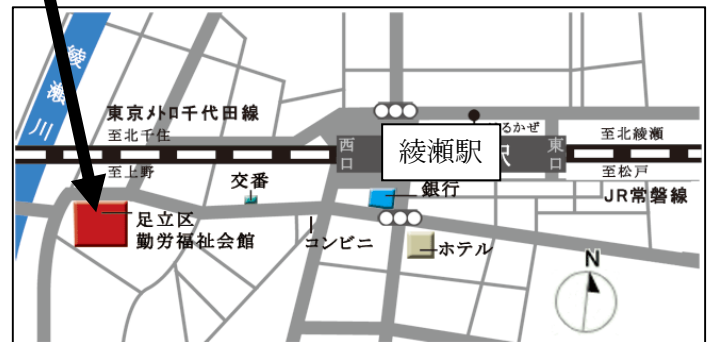 綾瀬川
東京メトロ千代田線
至北千住
至上野
西口
綾瀬駅
駅
るかぜ
東口
至北綾瀬
至松戸
JR常磐線
交番
銀行
足立区
勤労福祉会館
コンビニ
ホテル
N